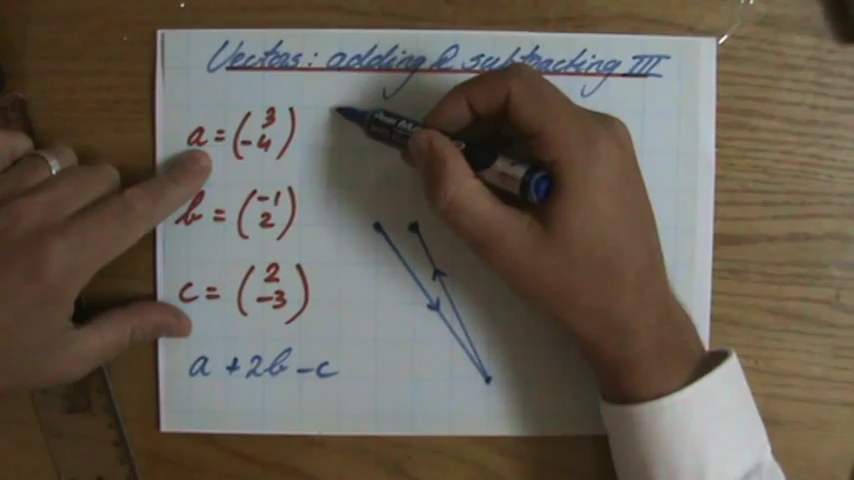 Vectors: adding & subtracting III
a = (3 -4)
b = (-1 2)
c = (2 -3)
a + 2b - c